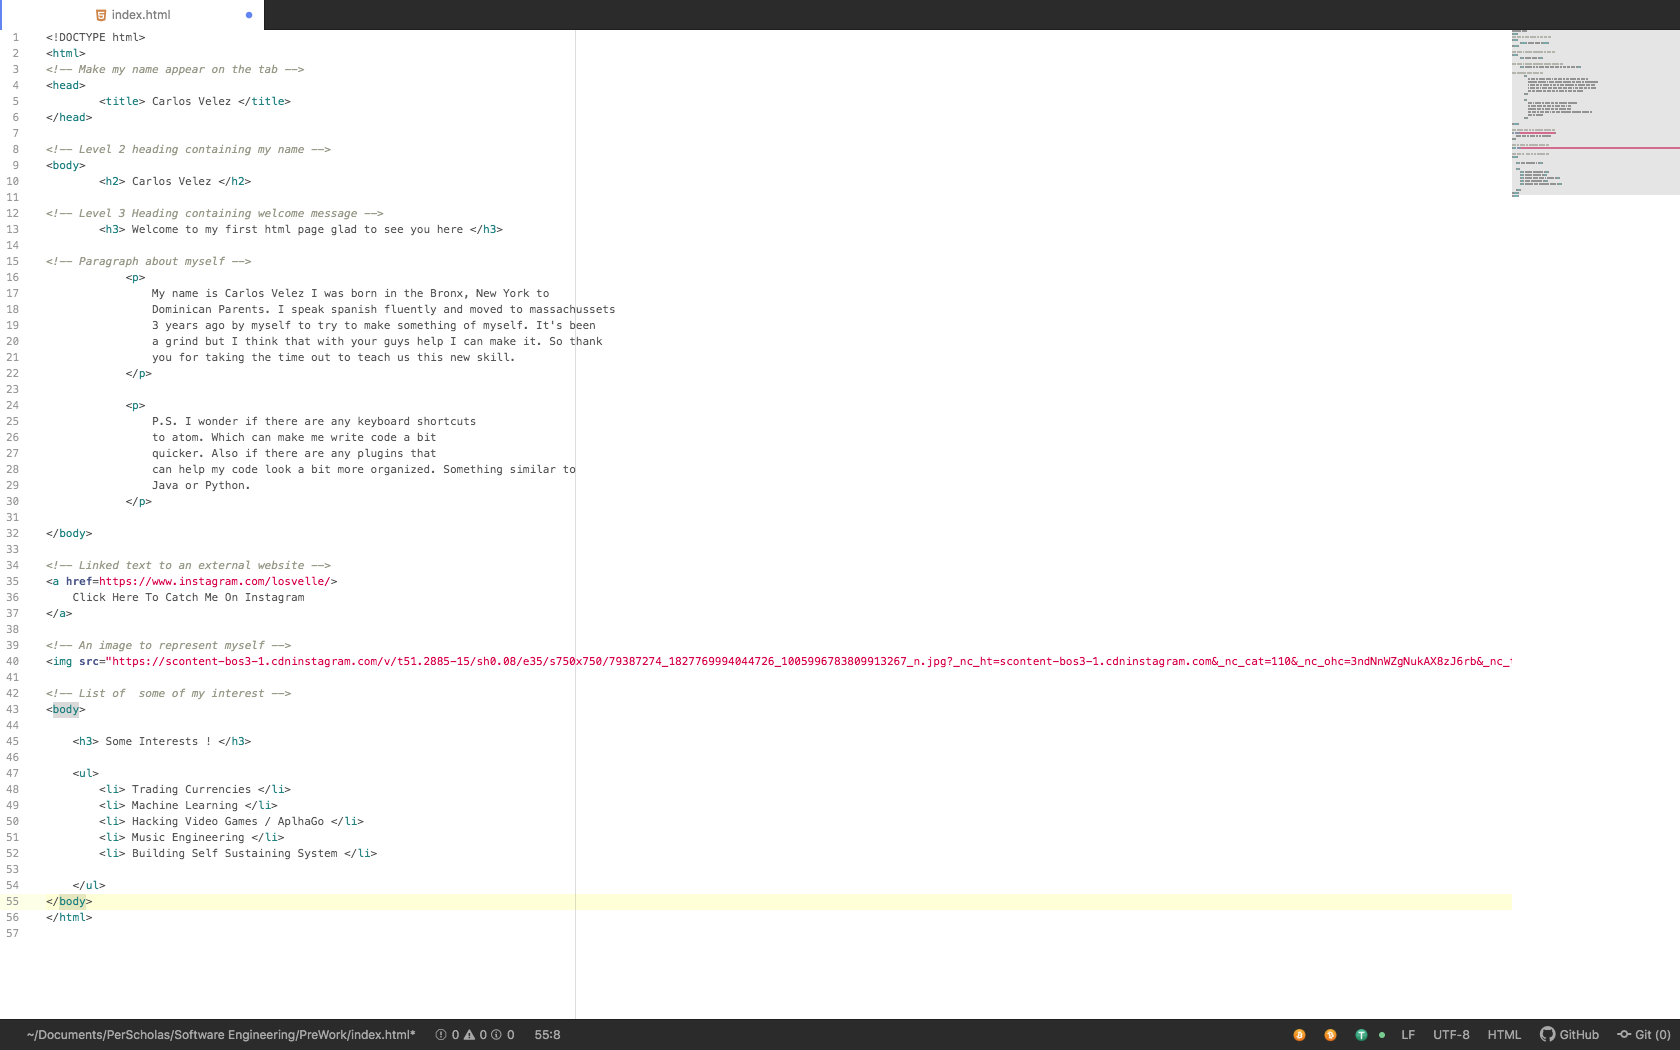 index.html
1 <!DOCTYPE html>
2 <html>
3 <!-- Make my name appear on the tab -->
4 <head>
5 <title> Carlos Velez </title>
6 </head>
7
8 <!-- Level 2 heading containing my name -->
9 <body>
10 <h2> Carlos Velez </h2>
11
12 <!-- Level 3 Heading containing welcome message -->
13 <h3> Welcome to my first html page glad to see you here </h3>
14
15 <!-- Paragraph about myself -->
16 <p>
17 My name is Carlos Velez I was born in the Bronx, New York to
18 Dominican Parents. I speak spanish fluently and moved to massachussets
19 3 years ago by myself to try to make something of myself. It's been
20 a grind but I think that with your guys help I can make it. So thank
21 you for taking the time out to teach us this new skill.
22 </p>
23
24 <p>
25 P.S. I wonder if there are any keyboard shortcuts
26 to atom. Which can make me write code a bit
27 quicker. Also if there are any plugins that
28 can help my code look a bit more organized. Something similar to
29 Java or Python.
30 </p>
31
32 </body>
33
34 <!-- Linked text to an external website -->
35 <a href=https://www.instagram.com/losvelle/>
36 Click Here To Catch Me On Instagram
37 </a>
38
39 <!-- An image to represent myself -->
40 <img src="https://scontent-bos3-1.cdninstagram.com/v/t51.2885-15/sh0.08/e35/s750x750/79387274_1827769994044726_1005996783809913267_n.jpg?_nc_ht=scontent-bos3-1.cdninstagram.com&_nc_cat=110&_nc_ohc=3ndNnWZgNukAX8zJ6rb&_nc_
41
42 <!-- List of  some of my interest -->
43 <body>
44
45 <h3> Some Interests ! </h3>
46
47 <ul>
48 <li> Trading Currencies </li>
49 <li> Machine Learning </li>
50 <li> Hacking Video Games / AplhaGo </li>
51 <li> Music Engineering </li>
52 <li> Building Self Sustaining System </li>
53
54 </ul>
55 </body>
56 </html>
57
~/Documents/PerScholas/Software Engineering/PreWork/index.html* 0 0 0 55:8 LF UTF-8 HTML GitHub Git (0)